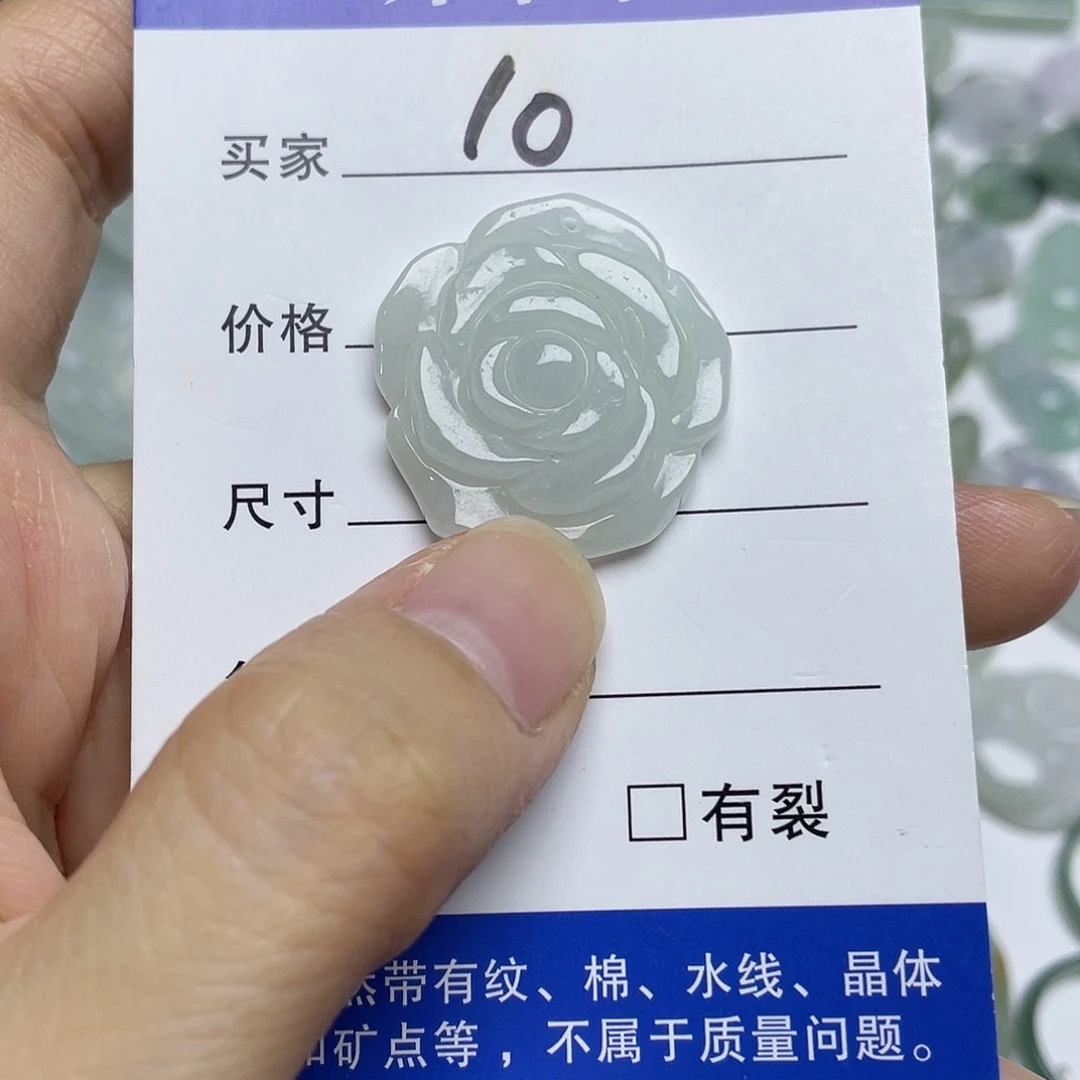 10
买家
价格
尺寸
□有裂
带有纹、棉、水线、晶体
矿点等，不属于质量问题。